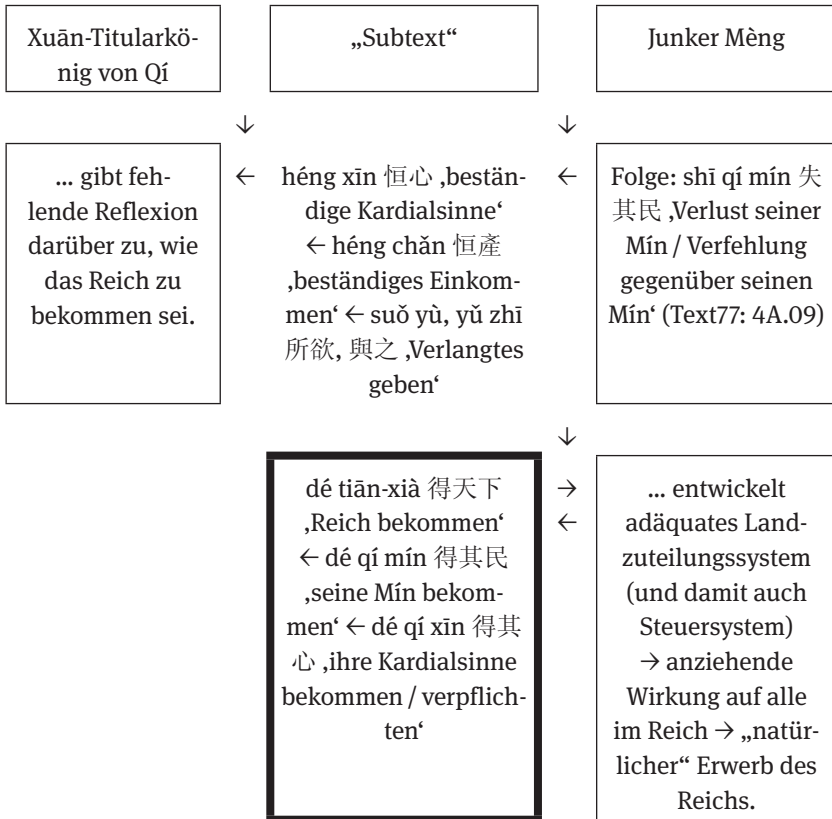 Xuān-Titularkö-
nig von Qí
„Subtext“
Junker Mèng
↓ ↓
... gibt feh-
lende Reflexion
darüber zu, wie
das Reich zu
bekommen sei.
←
héng xīn 恒心 ‚bestän-
dige Kardialsinne‘
← héng chǎn 恒產
‚beständiges Einkom-
men‘ ← suǒ yù, yǔ zhī
所欲, 與之 ‚Verlangtes
geben‘
←
Folge: shī qí mín 失
其民 ‚Verlust seiner
Mín / Verfehlung
gegenüber seinen
Mín‘ (Text77: 4A.09)
↓
dé tiān-xià 得天下
‚Reich bekommen‘
← dé qí mín 得其民
‚seine Mín bekom-
men‘ ← dé qí xīn 得其
心 ‚ihre Kardialsinne
bekommen / verpflich-
ten‘
→
←
... entwickelt
adäquates Land-
zuteilungssystem
(und damit auch
Steuersystem)
→ anziehende
Wirkung auf alle
im Reich → „natür-
licher“ Erwerb des
Reichs.